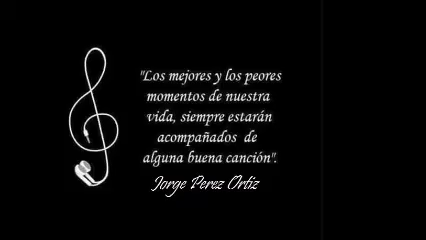 "Los mejores y los peores
momentos de nuestra
vida, siempre estarán
acompañados de
alguna buena canción".
Jorge Perez Ortiz